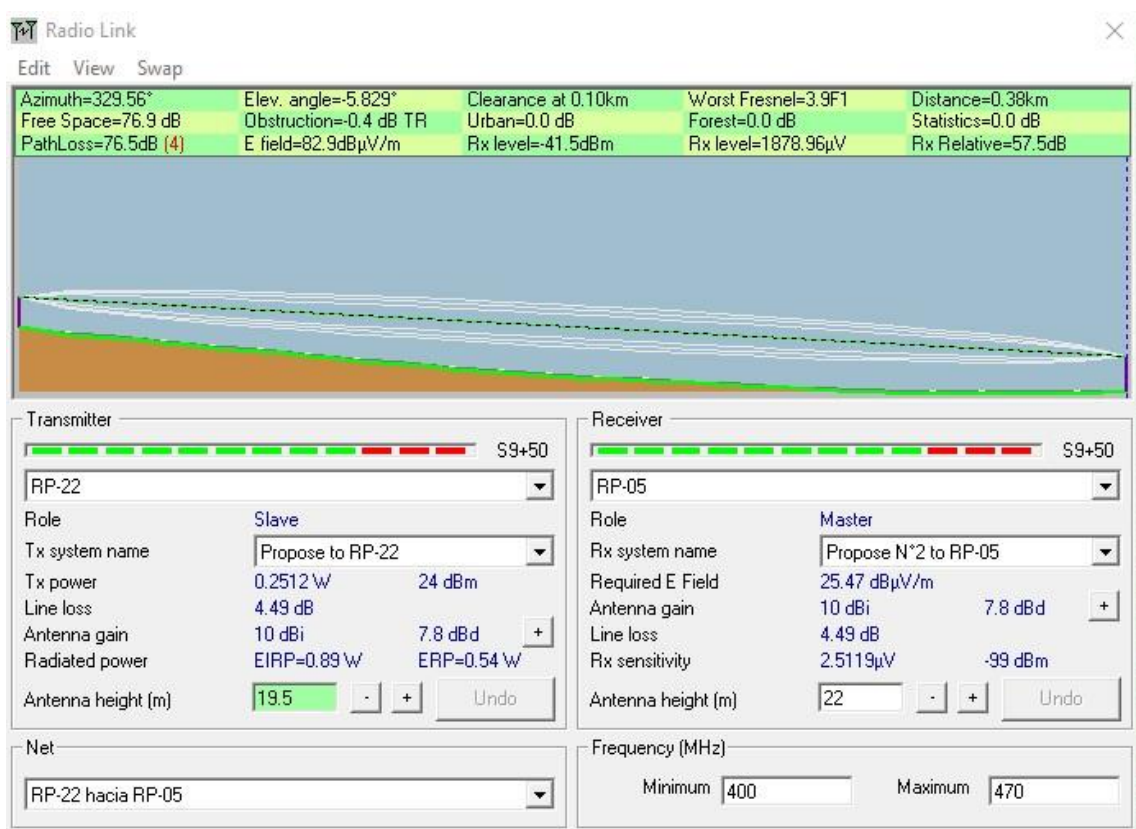 Radio Link
Edit View Swap
Azimuth=329.56° Elev. angle=-5.829° Clearance at 0.10km Worst Fresnel=3.9F1 Distance=0.38km
Free Space=76.9 dB Obstruction=-0.4 dB TR Urban=0.0 dB Forest=0.0 dB Statistics=0.0 dB
PathLoss=76.5dB (4) E field=82.9dBµV/m Rx level=-41.5dBm Rx level=1878.96µV Rx Relative=57.5dB
Transmitter
S9+50
RP-22
Role Slave
Tx system name Propose to RP-22
Tx power 0.2512 W 24 dBm
Line loss 4.49 dB
Antenna gain 10 dBi 7.8 dBd +
Radiated power EIRP=0.89 W ERP=0.54 W
Antenna height (m) 19.5 - + Undo
Net
RP-22 hacia RP-05
Receiver
S9+50
RP-05
Role Master
Rx system name Propose N°2 to RP-05
Required E Field 25.47 dBµV/m
Antenna gain 10 dBi 7.8 dBd +
Line loss 4.49 dB
Rx sensitivity 2.5119µV -99 dBm
Antenna height (m) 22 - + Undo
Frequency (MHz)
Minimum 400 Maximum 470